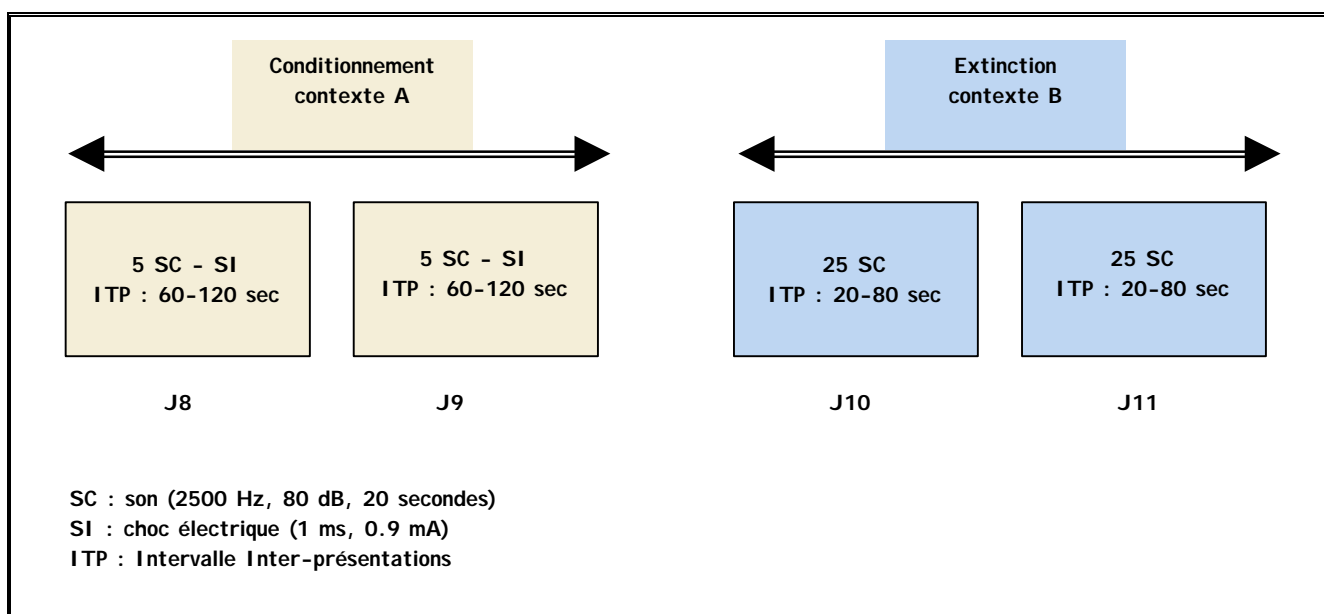 Conditionnement
contexte A
Extinction
contexte B
5 SC - SI
ITP : 60-120 sec
5 SC - SI
ITP : 60-120 sec
25 SC
ITP : 20-80 sec
25 SC
ITP : 20-80 sec
J8
J9
J10
J11
SC : son (2500 Hz, 80 dB, 20 secondes)
SI : choc électrique (1 ms, 0.9 mA)
ITP : Intervalle Inter-présentations